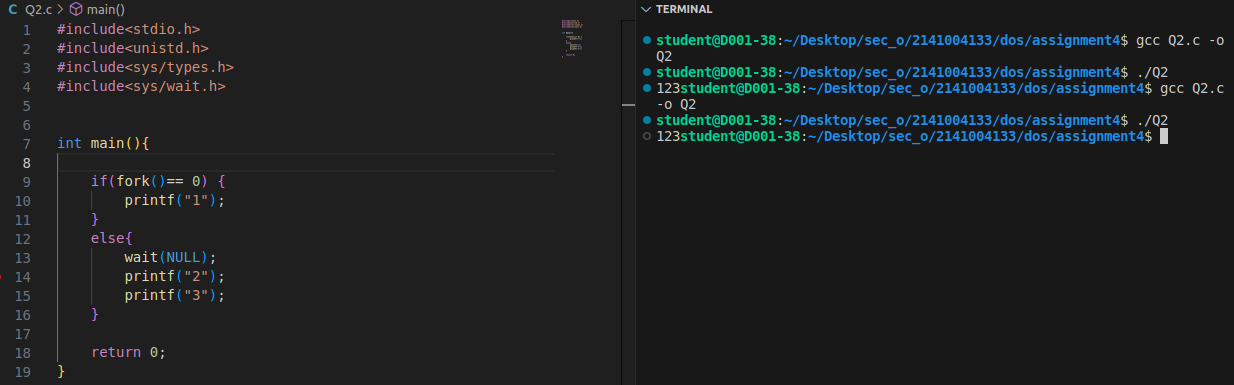 C Q2.c > main()
1 #include<stdio.h>
2 #include<unistd.h>
3 #include<sys/types.h>
4 #include<sys/wait.h>
5
6
7 int main(){
8
9 if(fork()== 0) {
10 printf("1");
11 }
12 else{
13 wait(NULL);
14 printf("2");
15 printf("3");
16 }
17
18 return 0;
19 }
TERMINAL
student@D001-38:~/Desktop/sec_o/2141004133/dos/assignment4$ gcc Q2.c -o
Q2
student@D001-38:~/Desktop/sec_o/2141004133/dos/assignment4$ ./Q2
123student@D001-38:~/Desktop/sec_o/2141004133/dos/assignment4$ gcc Q2.c
-o Q2
student@D001-38:~/Desktop/sec_o/2141004133/dos/assignment4$ ./Q2
123student@D001-38:~/Desktop/sec_o/2141004133/dos/assignment4$